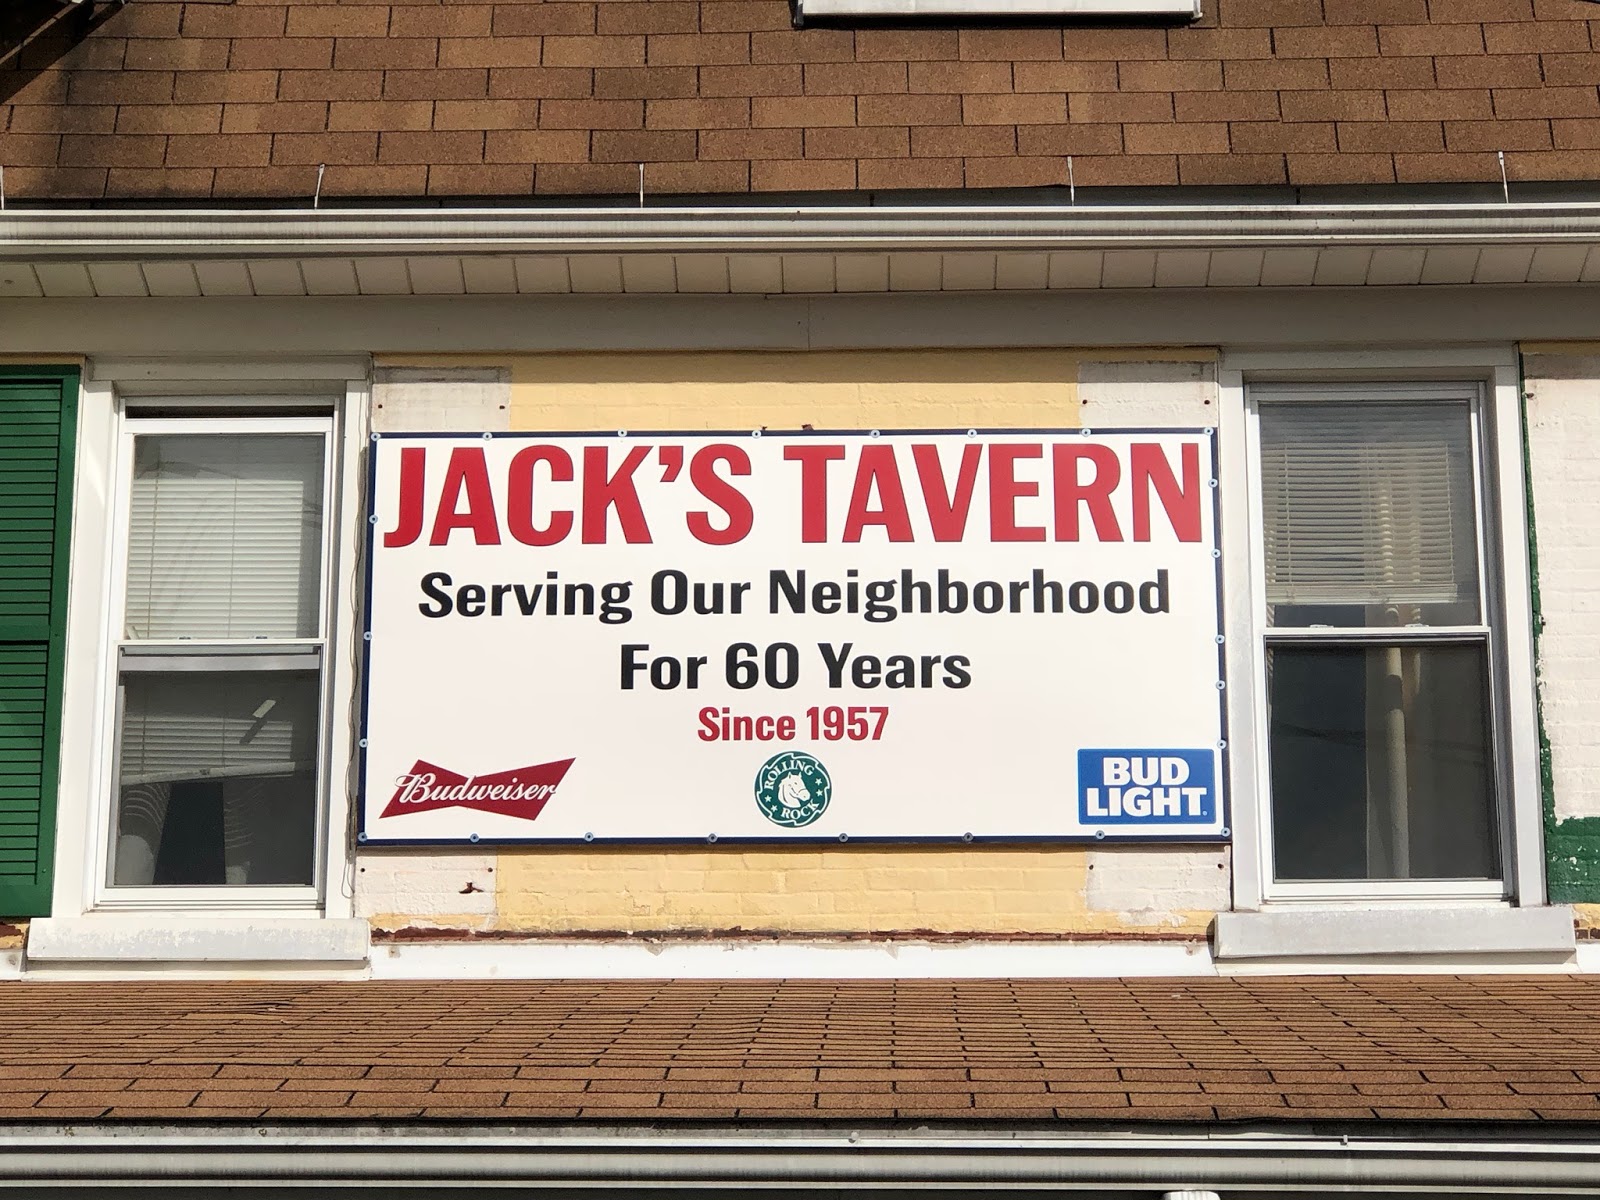 JACK'S TAVERN
Serving Our Neighborhood
For 60 Years
Since 1957
Budweiser
ROLLING
ROCK
BUD
LIGHT